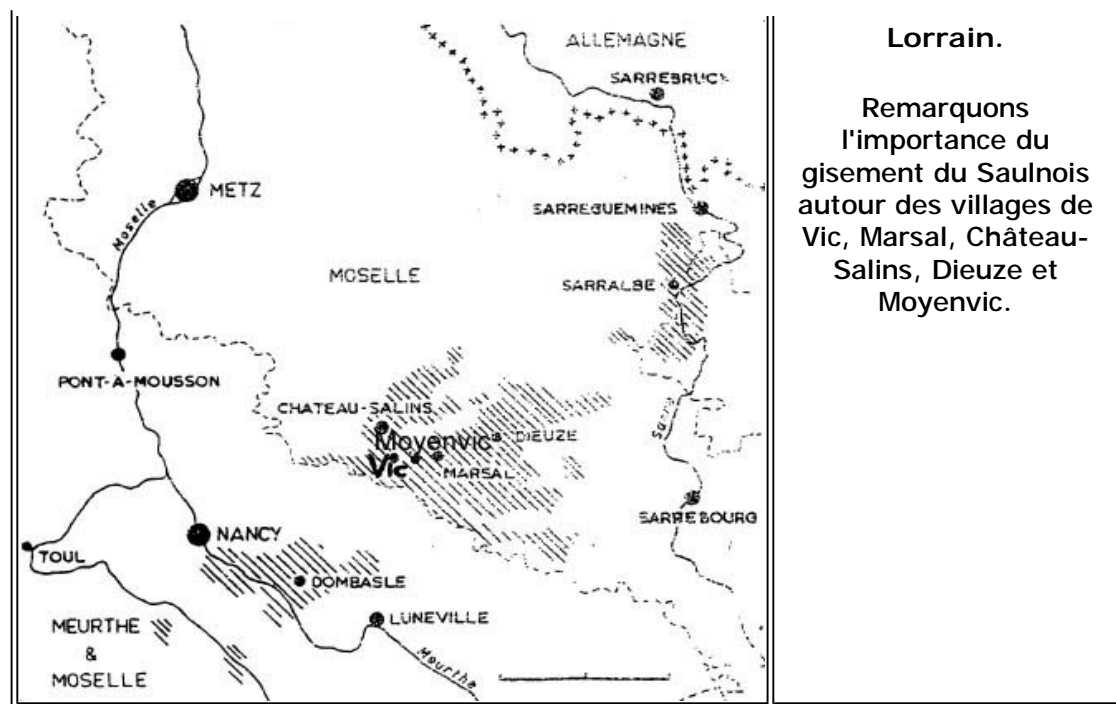 ALLEMAGNE
SARREBRUCK
METZ
Moselle
SARREGUEMINES
MOSELLE
SARRALBE
PONT-A-MOUSSON
CHATEAU-SALINS
Moyenvic
DIEUZE
Vic
MARSAL
Sarre
SARREBOURG
NANCY
TOUL
DOMBASLE
LUNEVILLE
MEURTHE
&
MOSELLE
Meurthe
Lorrain.
Remarquons
l'importance du
gisement du Saulnois
autour des villages de
Vic, Marsal, Château-
Salins, Dieuze et
Moyenvic.